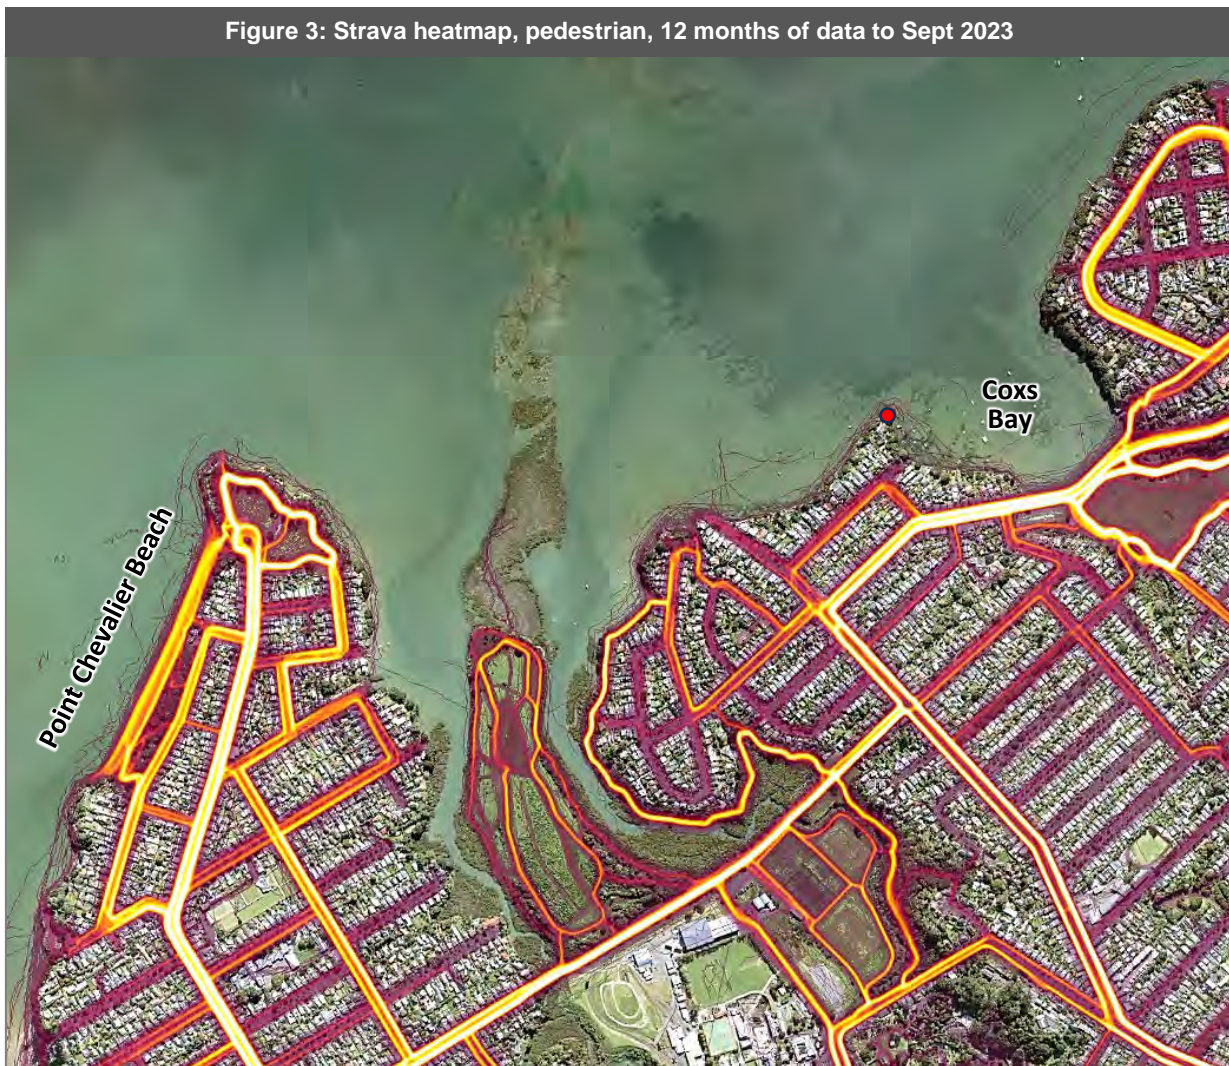 Figure 3: Strava heatmap, pedestrian, 12 months of data to Sept 2023
Coxs
Bay
Point Chevalier Beach